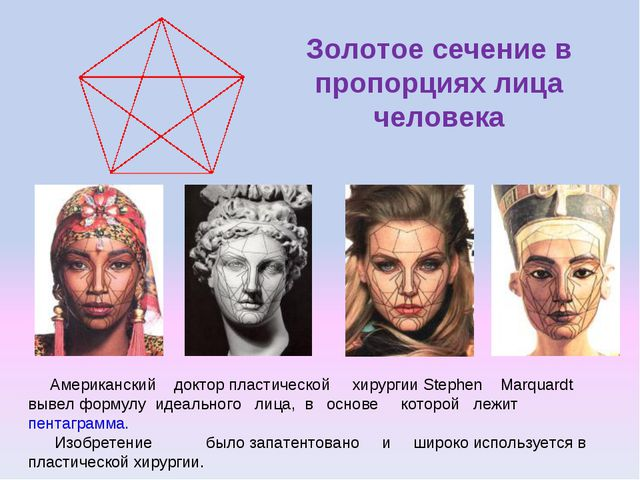 Золотое сечение в
пропорциях лица
человека
Американский доктор пластической хирургии Stephen Marquardt
вывел формулу идеального лица, в основе которой лежит
пентаграмма.
Изобретение было запатентовано и широко используется в
пластической хирургии.